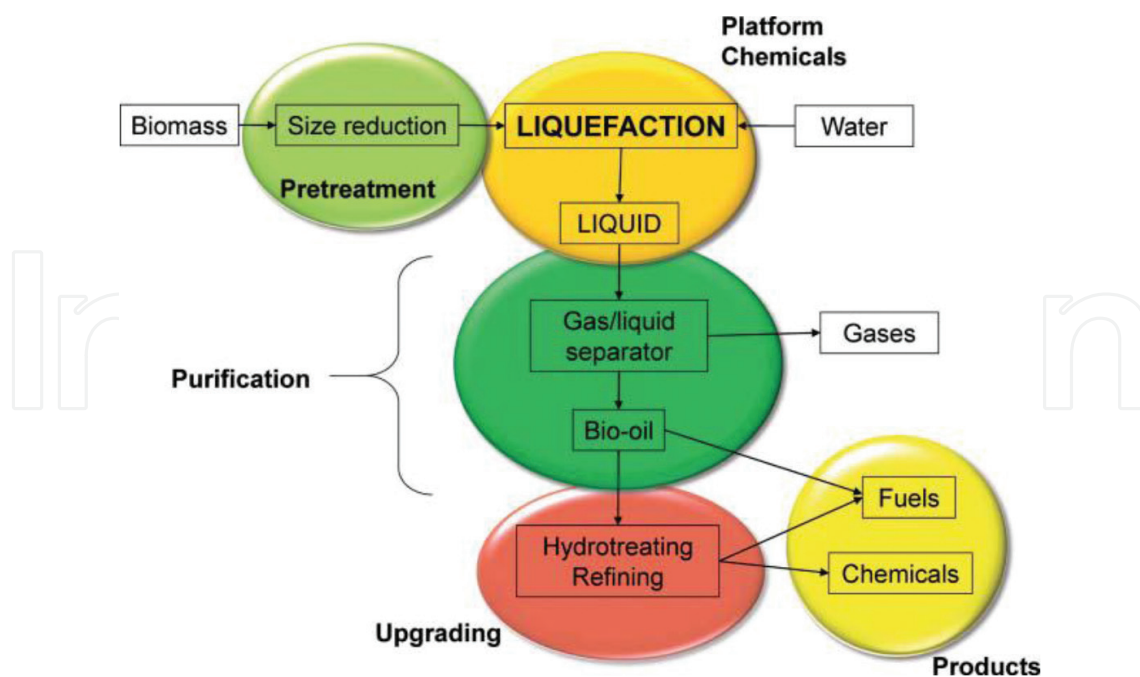 Platform
Chemicals
Biomass
Size reduction
LIQUEFACTION
Water
Pretreatment
LIQUID
Gas/liquid
separator
Gases
Purification
Bio-oil
Fuels
Hydrotreating
Refining
Chemicals
Upgrading
Products